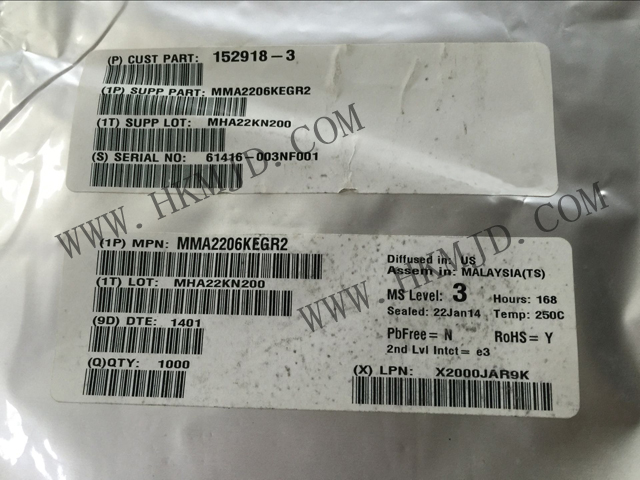 (P) CUST PART: 152918-3
(1P) SUPP PART: MMA2206KEGR2
(1T) SUPP LOT: MHA22KN200
(S) SERIAL NO: 61416-003NF001
WWW.HKMJD.COM
(1P) MPN: MMA2206KEGR2
(1T) LOT: MHA22KN200
(9D) DTE: 1401
(Q)QTY: 1000
Diffused in: US
Assem in: MALAYSIA(TS)
MS Level: 3 Hours: 168
Sealed: 22Jan14 Temp: 250C
PbFree= N RoHS= Y
2nd Lvl Intct= e3
(X) LPN: X2000JAR9K
WWW.HKMJD.COM